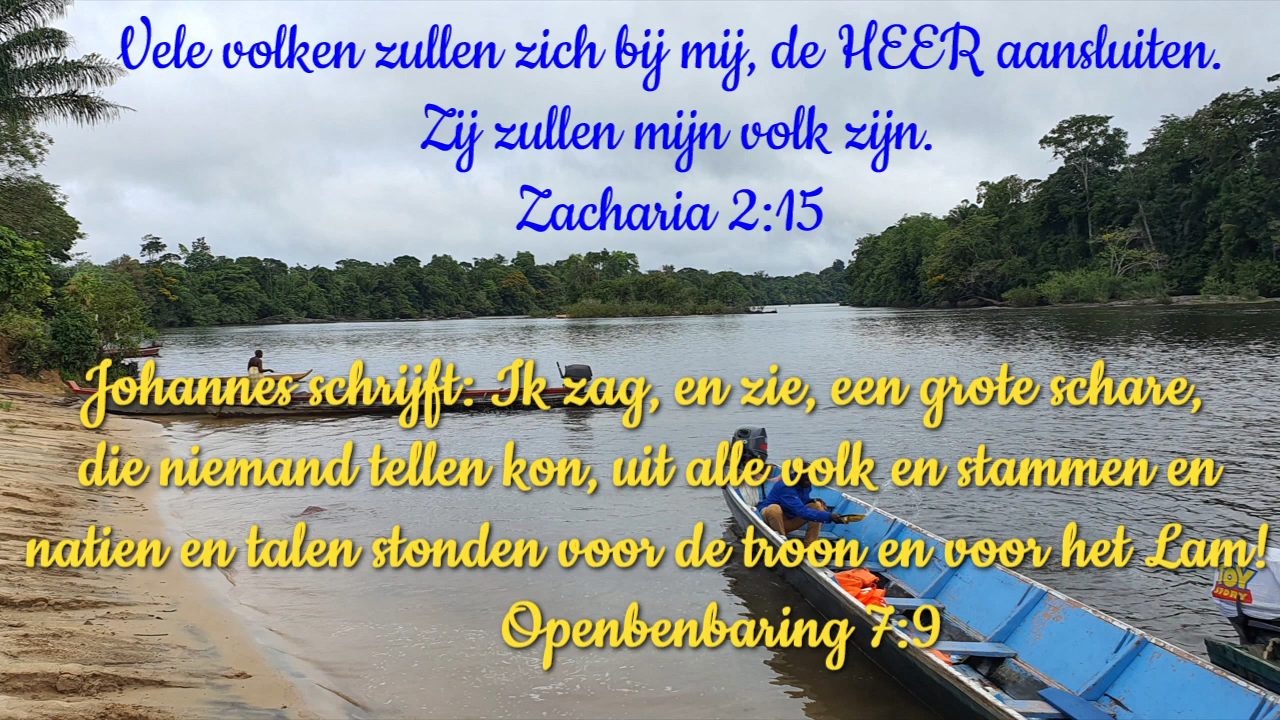 Vele volken zullen zich bij mij, de HEER aansluiten.
Zij zullen mijn volk zijn.
Zacharia 2:15
Johannes schrijft: Ik zag, en zie, een grote schare,
die niemand tellen kon, uit alle volk en stammen en
natien en talen stonden voor de troon en voor het Lam!
TOY
STORY
Openbenbaring 7:9